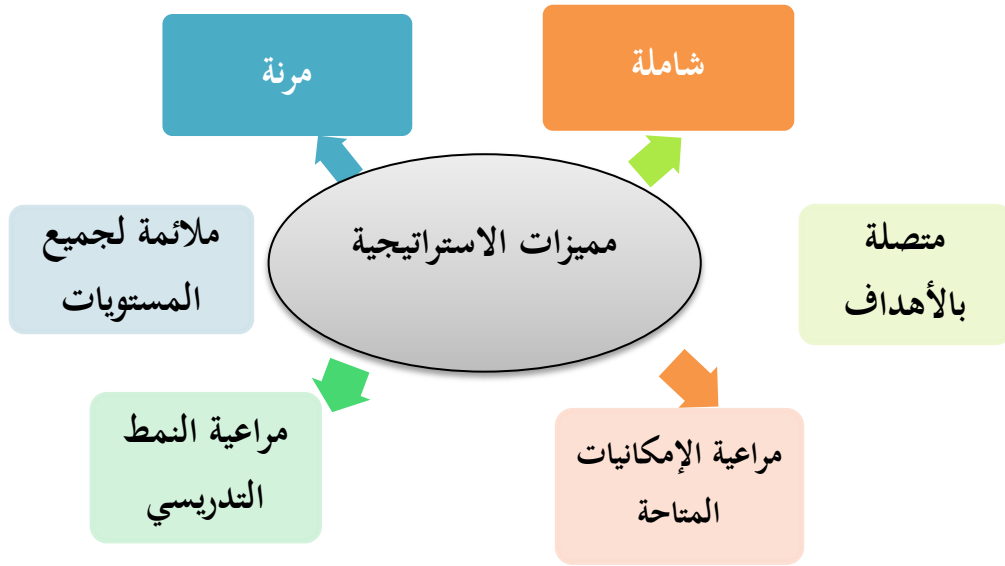 شاملة
مرنة
مميزات الاستراتيجية
متصلة
بالأهداف
ملائمة لجميع
المستويات
مراعية الإمكانيات
المتاحة
مراعية النمط
التدريسي